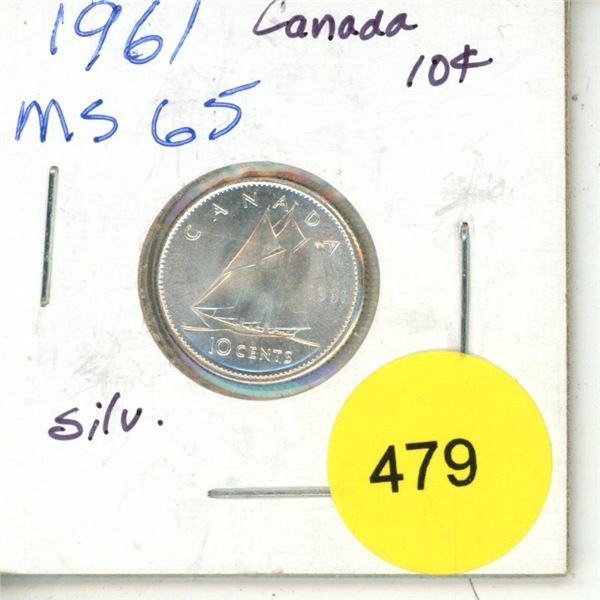 1961 Canada
10¢
MS 65
CANADA
1961
10 CENTS
silv.
479